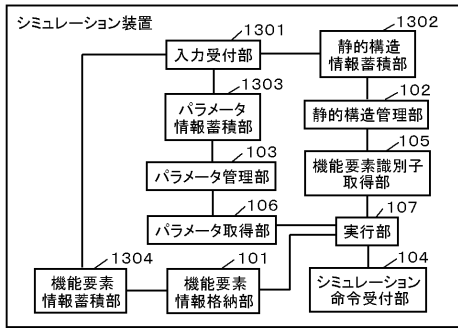 シミュレーション装置
1301
入力受付部
1302
静的構造
情報蓄積部
1303
パラメータ
情報蓄積部
102
静的構造管理部
103
パラメータ管理部
105
機能要素識別子
取得部
106
パラメータ取得部
107
実行部
1304
機能要素
情報蓄積部
101
機能要素
情報格納部
104
シミュレーション
命令受付部